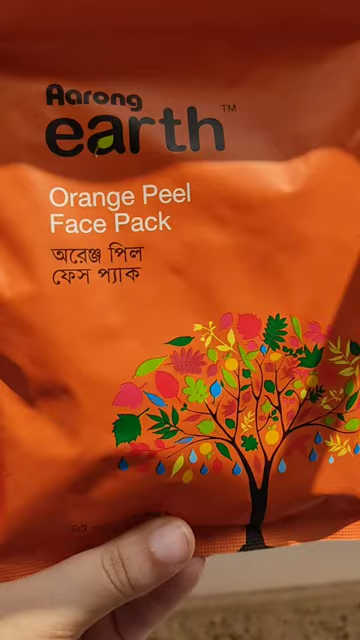 Aarong
earth™
Orange Peel
Face Pack
অরেঞ্জ পিল
ফেস প্যাক